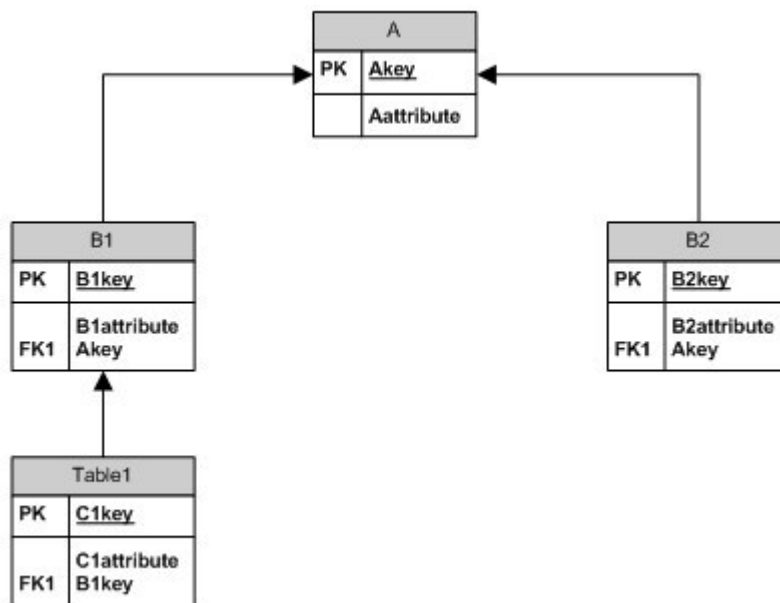 A
PK Akey
Aattribute
B1
PK B1key
B1attribute
FK1 Akey
B2
PK B2key
B2attribute
FK1 Akey
Table1
PK C1key
C1attribute
FK1 B1key